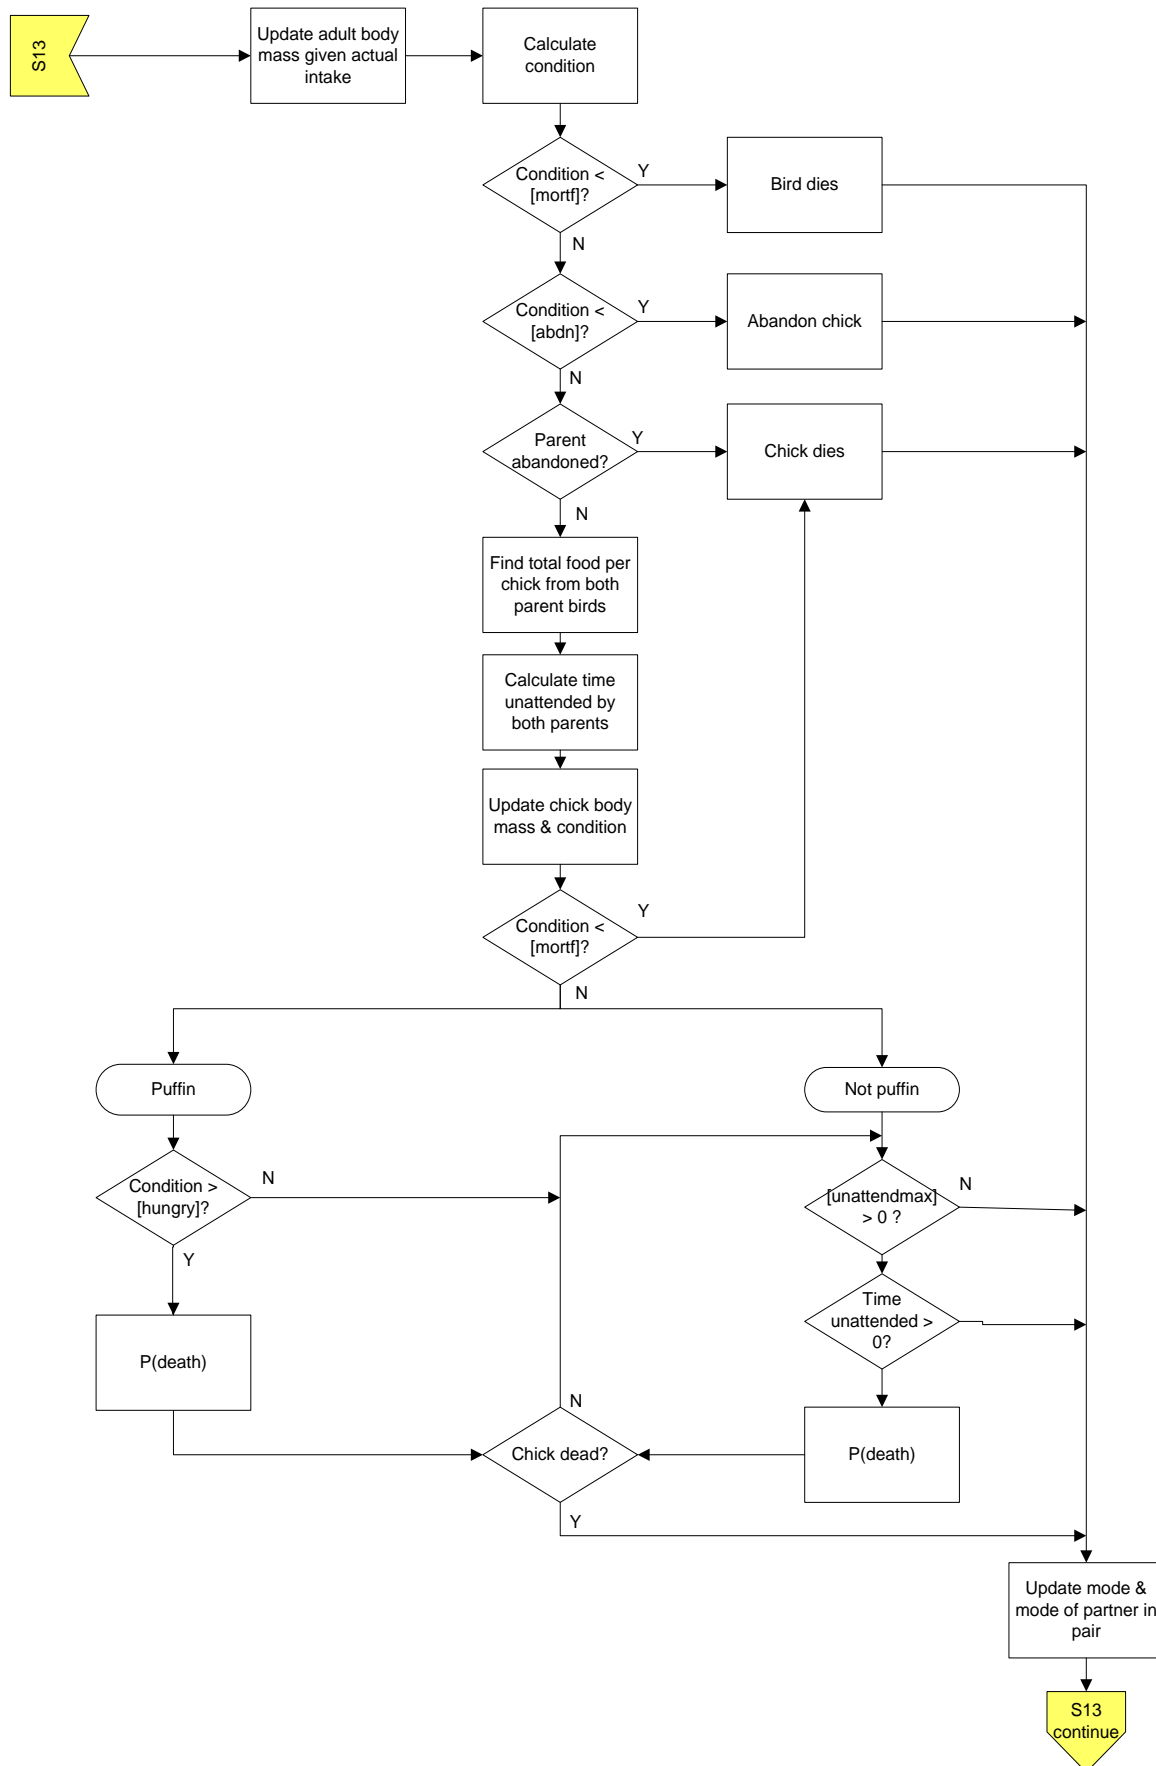 S13
Update adult body
mass given actual
intake
Calculate
condition
Condition <
[mortf]?
Y
Bird dies
N
Condition <
[abdn]?
Y
Abandon chick
N
Parent
abandoned?
Y
Chick dies
N
Find total food per
chick from both
parent birds
Calculate time
unattended by
both parents
Update chick body
mass & condition
Condition <
[mortf]?
Y
N
Puffin
Not puffin
Condition >
[hungry]?
N
Y
[unattendmax]
> 0 ?
N
Time
unattended >
0?
P(death)
N
Chick dead?
P(death)
Y
Update mode &
mode of partner in
pair
S13
continue